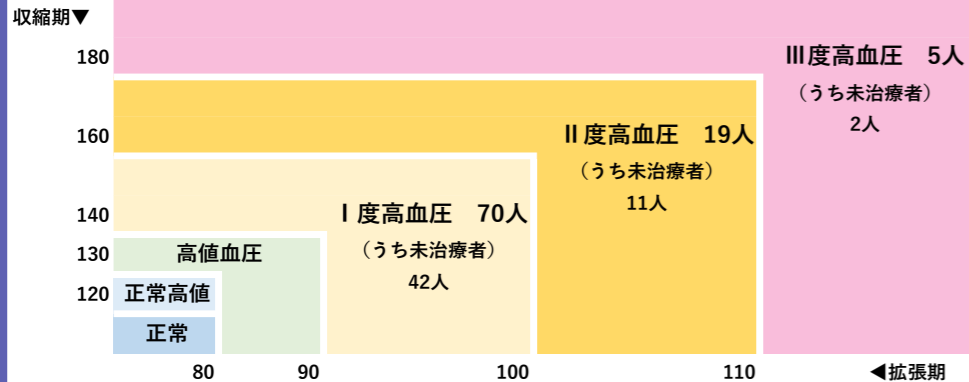 収縮期▼
180
Ⅲ度高血圧　5人
（うち未治療者）
2人
160
Ⅱ度高血圧　19人
（うち未治療者）
11人
140
Ⅰ度高血圧　70人
（うち未治療者）
42人
130
高値血圧
120
正常高値
正常
80
90
100
110
◀拡張期